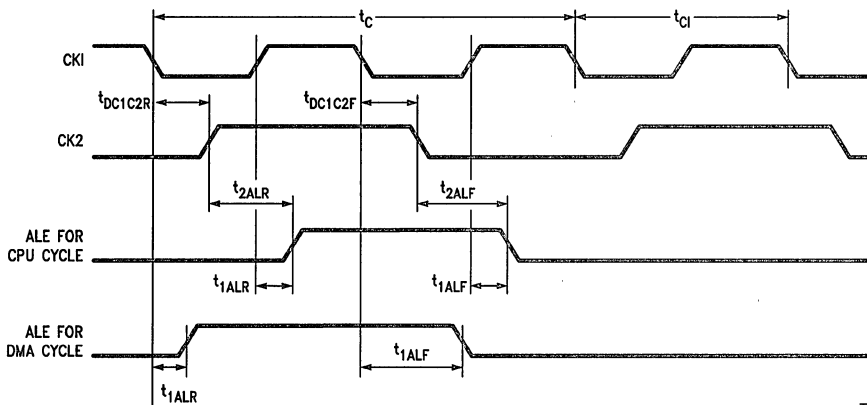 tC
tCI
CKI
tDC1C2R
tDC1C2F
CK2
t2ALR
t2ALF
ALE FOR
CPU CYCLE
t1ALR
t1ALF
ALE FOR
DMA CYCLE
t1ALF
t1ALR